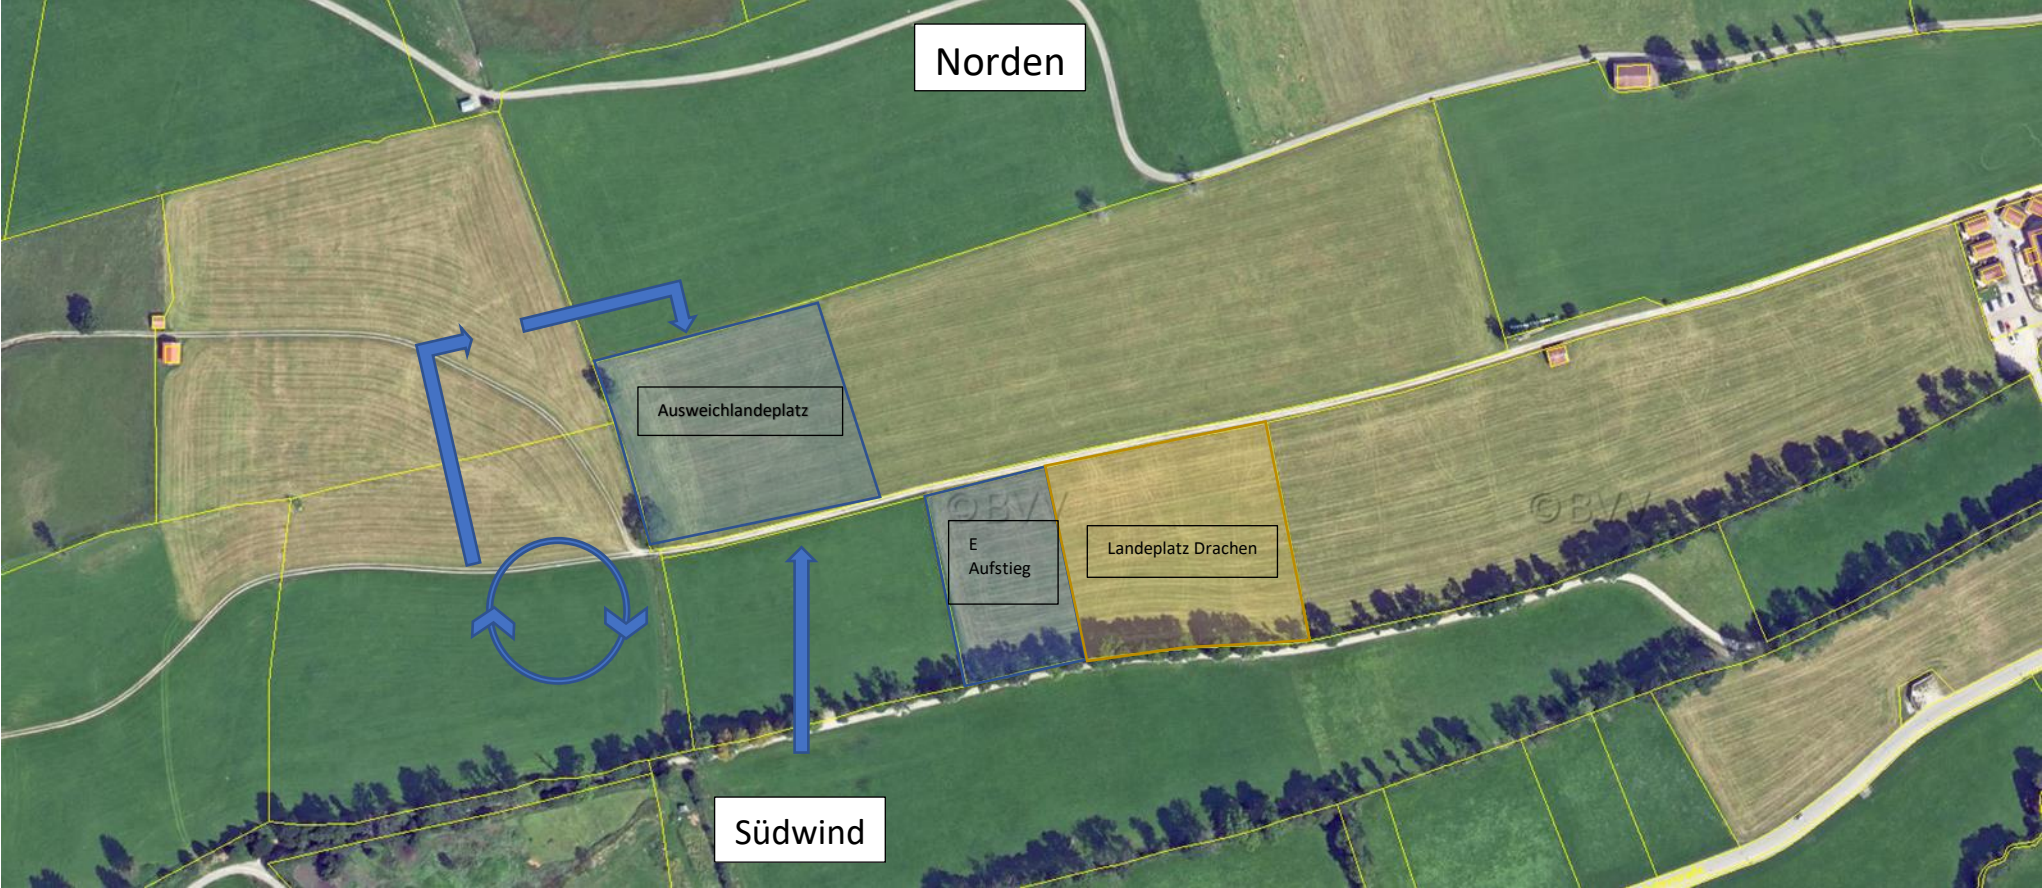 Norden
Ausweichlandeplatz
©BVV
©BVV
E
Aufstieg
Landeplatz Drachen
Südwind